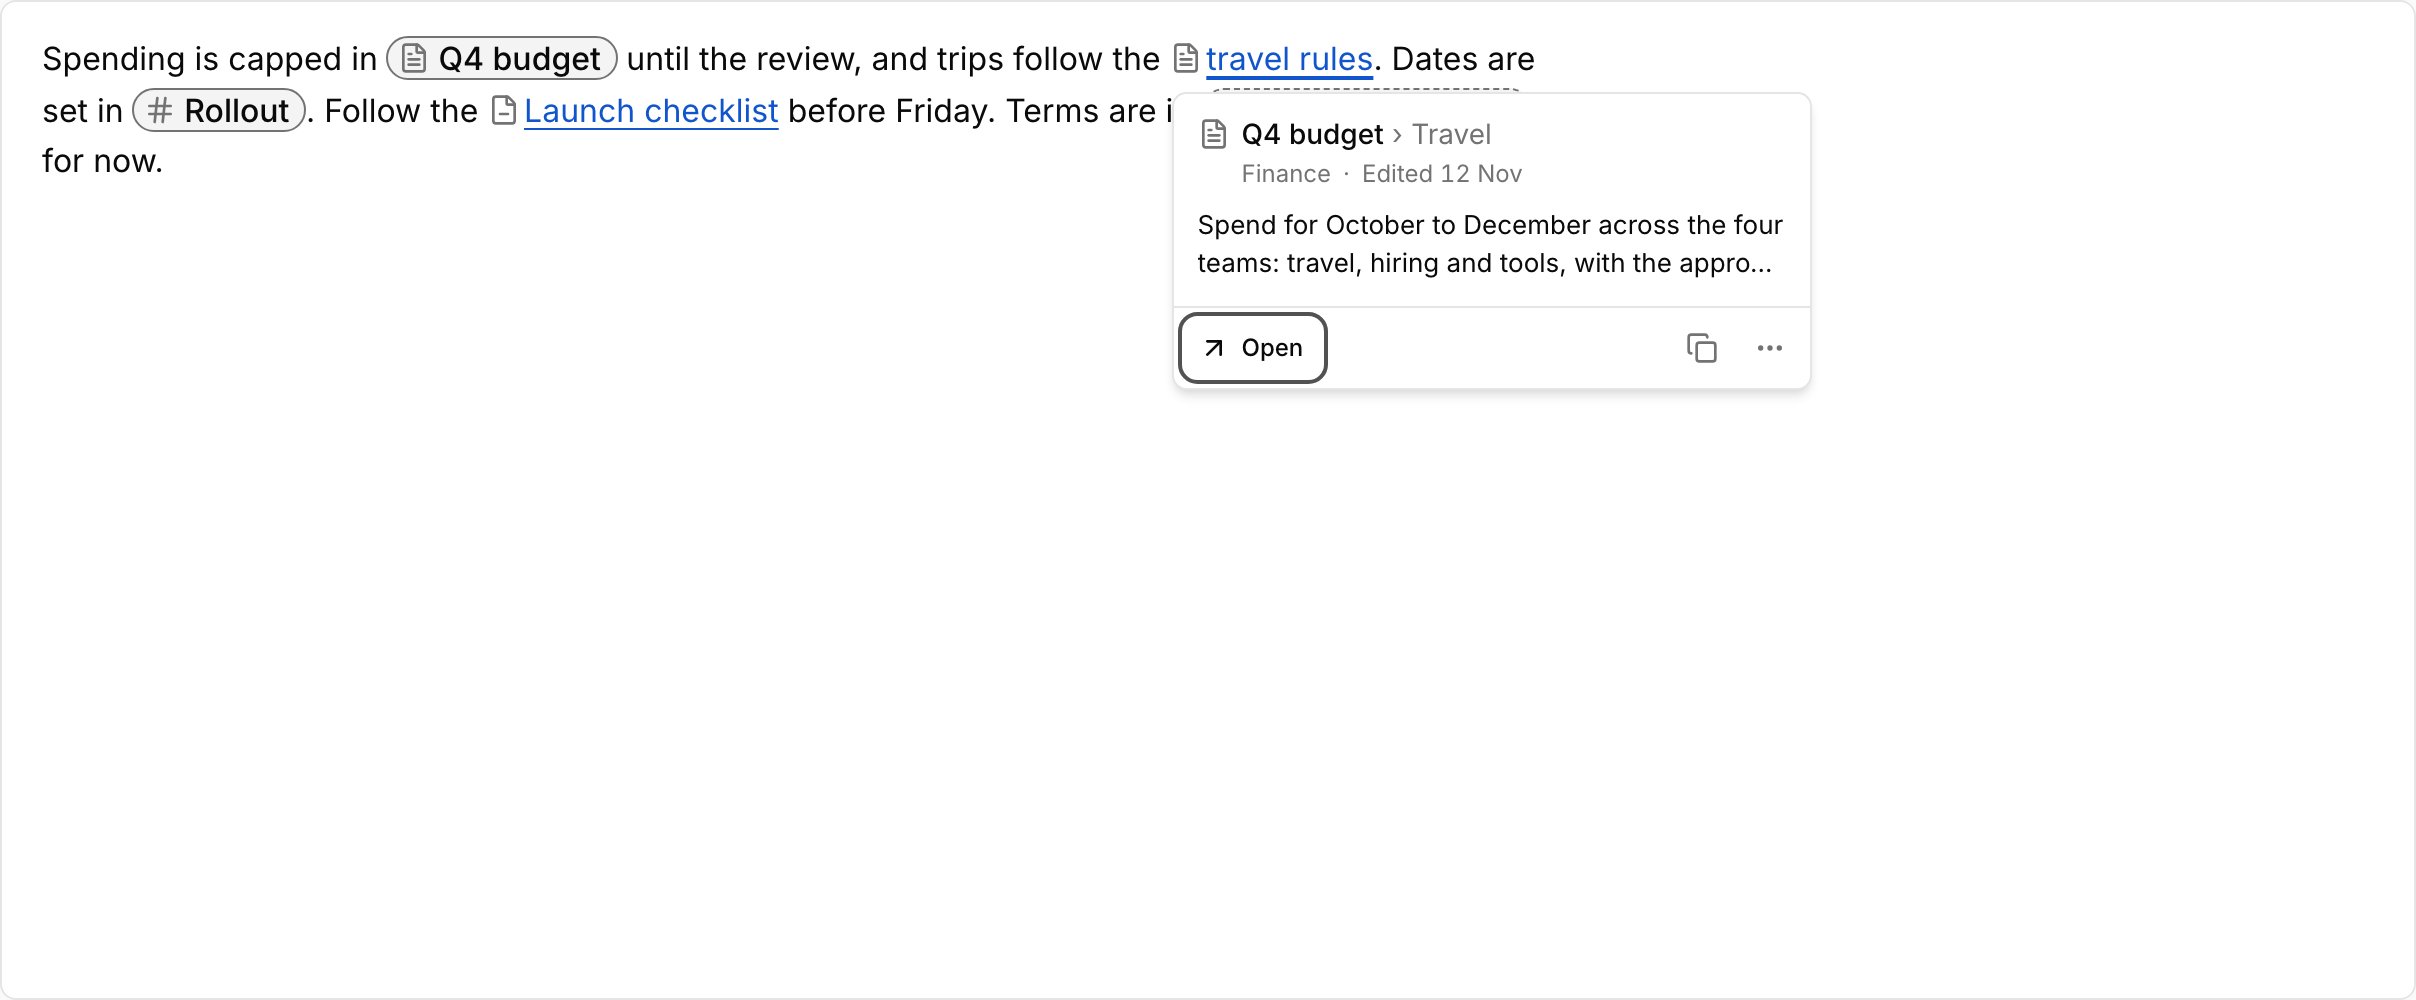 Spending is capped in Q4 budget until the review, and trips follow the travel rules. Dates are
set in # Rollout. Follow the Launch checklist before Friday. Terms are
for now.
Q4 budget › Travel
Finance · Edited 12 Nov
Spend for October to December across the four
teams: travel, hiring and tools, with the appro...
Open